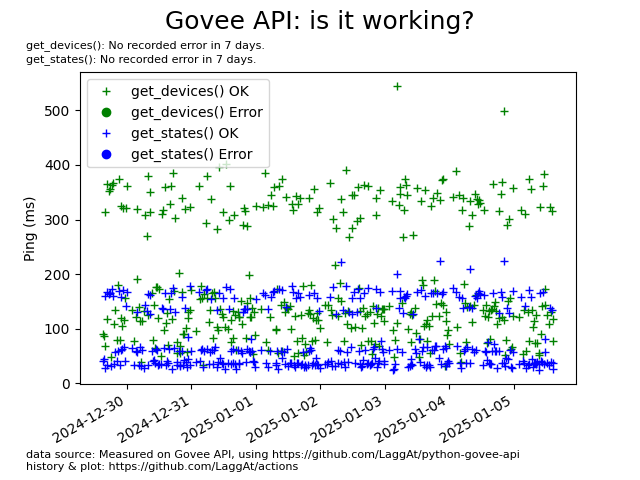 Govee API: is it working?
get_devices(): No recorded error in 7 days.
get_states(): No recorded error in 7 days.
get_devices() OK
get_devices() Error
get_states() OK
get_states() Error
Ping (ms)
500
400
300
200
100
0
2024-12-30
2024-12-31
2025-01-01
2025-01-02
2025-01-03
2025-01-04
2025-01-05
data source: Measured on Govee API, using https://github.com/LaggAt/python-govee-api
history & plot: https://github.com/LaggAt/actions